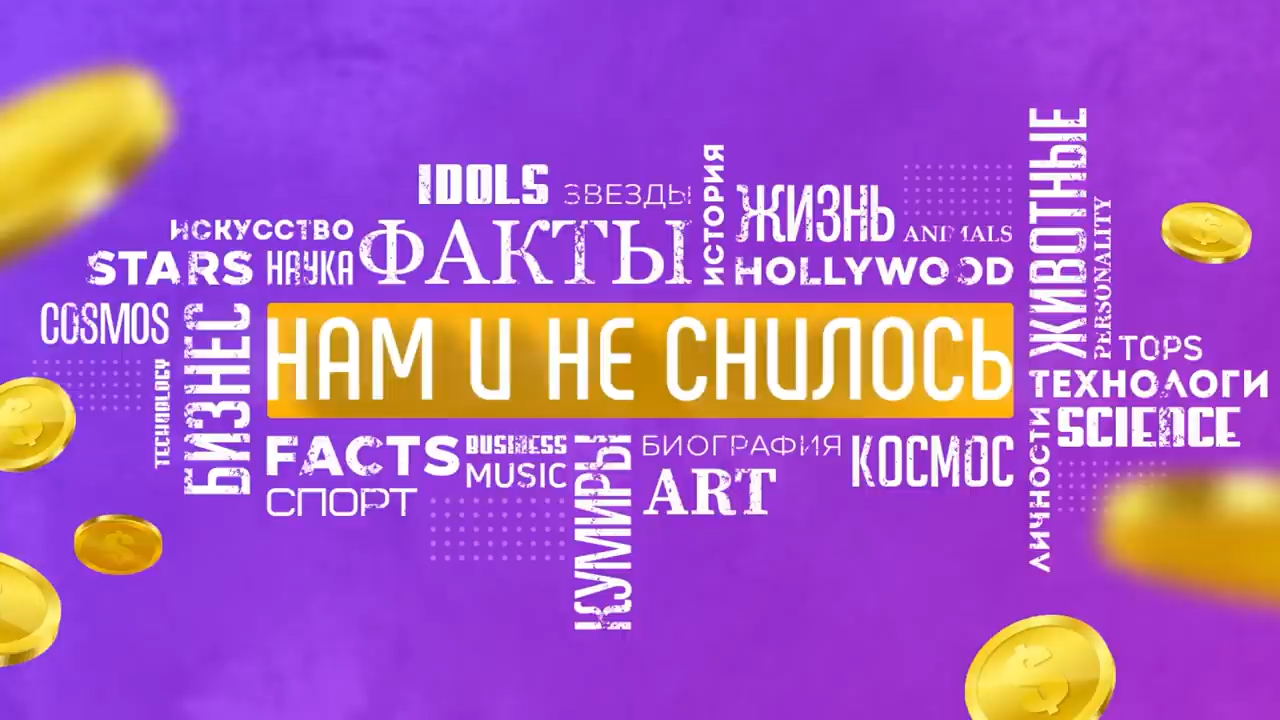 IDOLS
ЗВЕЗДЫ
ИСТОРИЯ
ЖИЗНЬ
ANIMALS
ЖИВОТНЫЕ
PERSONALITY
ИСКУССТВО
STARS
НАУКА
ФАКТЫ
HOLLYWOOD
COSMOS
TECHNOLOGY
БИЗНЕС
НАМ И НЕ СНИЛОСЬ
TOPS
ТЕХНОЛОГИ
SCIENCE
ЛИЧНОСТИ
FACTS
BUSINESS
MUSIC
СПОРТ
КУМИРЫ
БИОГРАФИЯ
ART
КОСМОС